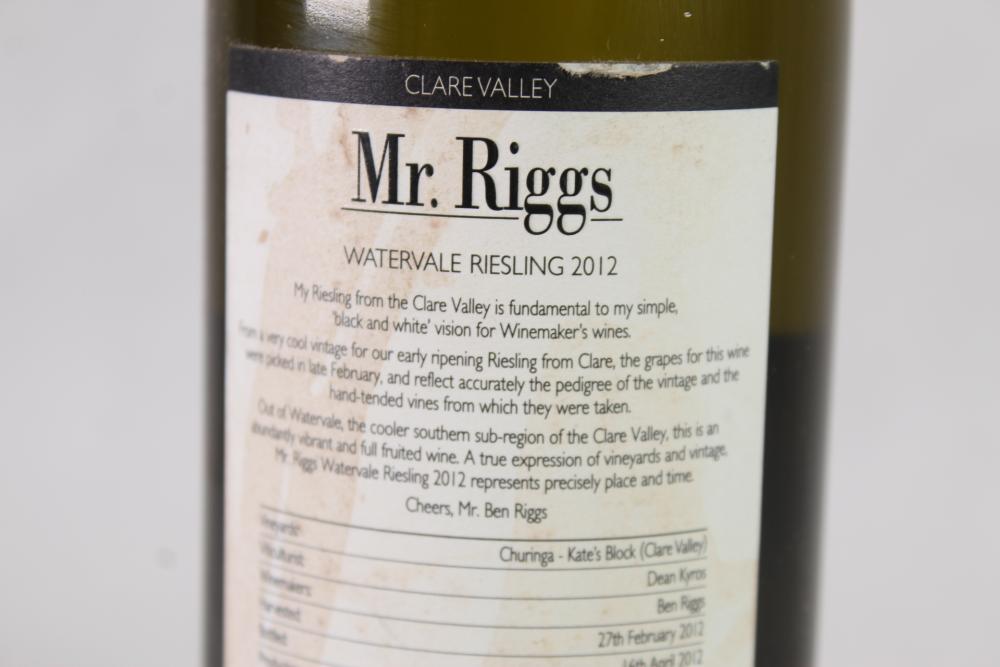 CLARE VALLEY
Mr. Riggs
WATERVALE RIESLING 2012
My Riesling from the Clare Valley is fundamental to my simple,
'black and white' vision for Winemaker's wines.
From a very cool vintage for our early ripening Riesling from Clare, the grapes for this wine
were picked in late February, and reflect accurately the pedigree of the vintage and the
hand-tended vines from which they were taken.
Out of Watervale, the cooler southern sub-region of the Clare Valley, this is an
abundantly vibrant and full fruited wine. A true expression of vineyards and vintage,
Mr. Riggs Watervale Riesling 2012 represents precisely place and time.
Cheers, Mr. Ben Riggs
Vineyards: Churinga - Kate's Block (Clare Valley)
Viticulturist: Dean Kyros
Winemakers: Ben Riggs
Harvested: 27th February 2012
Bottled: 16th April 2012